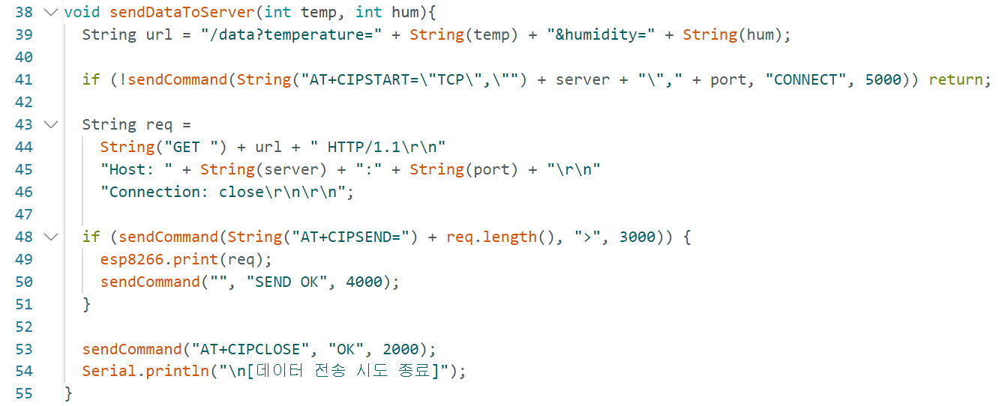 38 void sendDataToServer(int temp, int hum){
39   String url = "/data?temperature=" + String(temp) + "&humidity=" + String(hum);
40
41   if (!sendCommand(String("AT+CIPSTART=\"TCP\",\"") + server + "\"," + port, "CONNECT", 5000)) return;
42
43   String req =
44     String("GET ") + url + " HTTP/1.1\r\n"
45     "Host: " + String(server) + ":" + String(port) + "\r\n"
46     "Connection: close\r\n\r\n";
47
48   if (sendCommand(String("AT+CIPSEND=") + req.length(), ">", 3000)) {
49     esp8266.print(req);
50     sendCommand("", "SEND OK", 4000);
51   }
52
53   sendCommand("AT+CIPCLOSE", "OK", 2000);
54   Serial.println("\n[데이터 전송 시도 종료]");
55 }